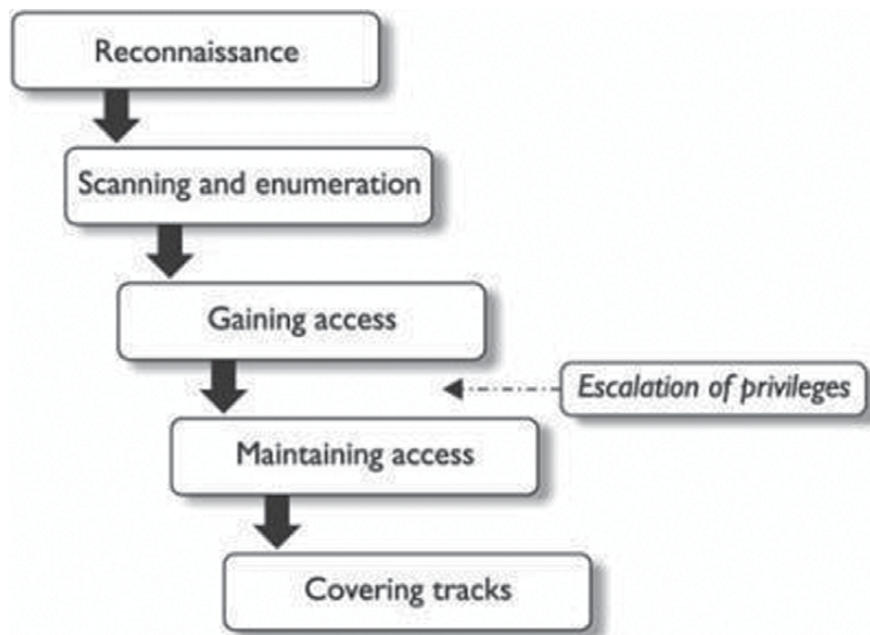 Reconnaissance
Scanning and enumeration
Gaining access
Escalation of privileges
Maintaining access
Covering tracks